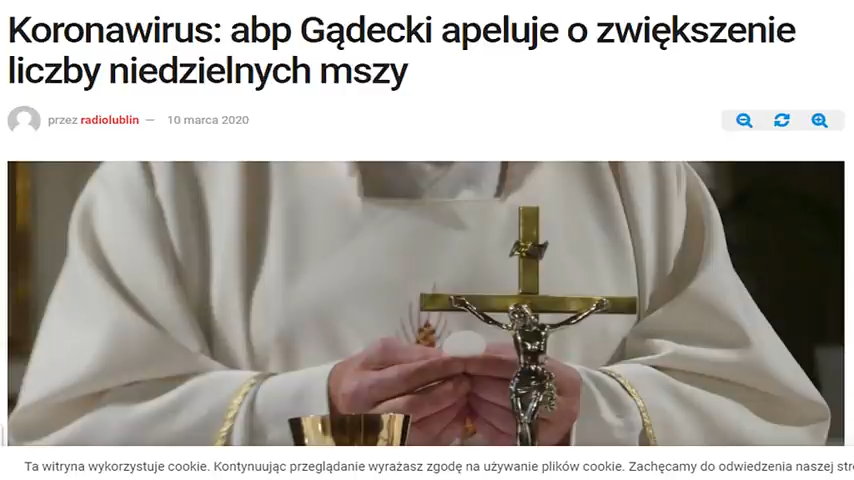 Koronawirus: abp Gądecki apeluje o zwiększenie
liczby niedzielnych mszy
przez radiolublin — 10 marca 2020
Ta witryna wykorzystuje cookie. Kontynuując przeglądanie wyrażasz zgodę na używanie plików cookie. Zachęcamy do odwiedzenia naszej